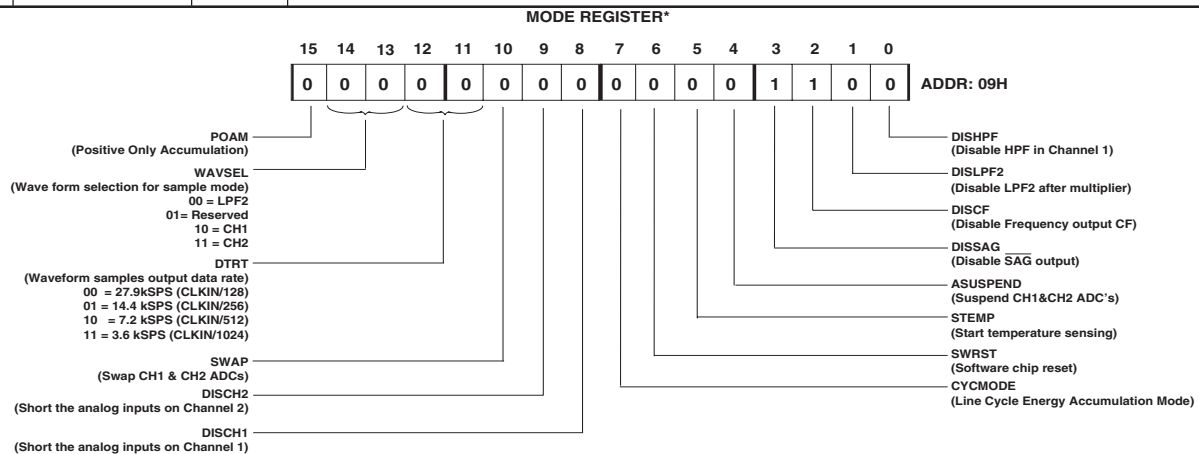 MODE REGISTER*
15 14 13 12 11 10 9 8 7 6 5 4 3 2 1 0
0 0 0 0 0 0 0 0 0 0 0 0 1 1 0 0 ADDR: 09H
POAM
(Positive Only Accumulation)
WAVSEL
(Wave form selection for sample mode)
00 = LPF2
01= Reserved
10 = CH1
11 = CH2
DTRT
(Waveform samples output data rate)
00 = 27.9kSPS (CLKIN/128)
01 = 14.4 kSPS (CLKIN/256)
10 = 7.2 kSPS (CLKIN/512)
11 = 3.6 kSPS (CLKIN/1024)
SWAP
(Swap CH1 & CH2 ADCs)
DISCH2
(Short the analog inputs on Channel 2)
DISCH1
(Short the analog inputs on Channel 1)
DISHPF
(Disable HPF in Channel 1)
DISLPF2
(Disable LPF2 after multiplier)
DISCF
(Disable Frequency output CF)
DISSAG
(Disable SAG output)
ASUSPEND
(Suspend CH1&CH2 ADC's)
STEMP
(Start temperature sensing)
SWRST
(Software chip reset)
CYCMODE
(Line Cycle Energy Accumulation Mode)